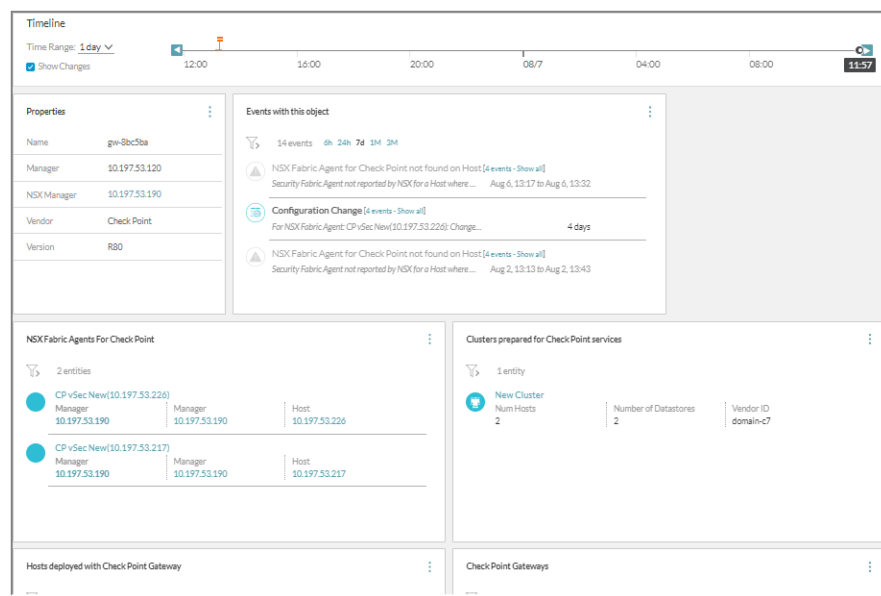 Timeline
Time Range: 1 day
Show Changes
12:00 16:00 20:00 08/7 04:00 08:00 11:57
Properties
Name gw-8bc5ba
Manager 10.197.53.120
NSX Manager 10.197.53.190
Vendor Check Point
Version R80
Events with this object
14 events 6h 24h 7d 1M 3M
NSX Fabric Agent for Check Point not found on Host [4 events - Show all]
Security Fabric Agent not reported by NSX for a Host where... Aug 6, 13:17 to Aug 6, 13:32
Configuration Change [4 events - Show all]
For NSX Fabric Agent: CP vSec New(10.197.53.226): Change... 4 days
NSX Fabric Agent for Check Point not found on Host [4 events - Show all]
Security Fabric Agent not reported by NSX for a Host where... Aug 2, 13:13 to Aug 2, 13:43
NSX Fabric Agents For Check Point
2 entities
CP vSec New(10.197.53.226)
Manager Manager Host
10.197.53.190 10.197.53.190 10.197.53.226
CP vSec New(10.197.53.217)
Manager Manager Host
10.197.53.190 10.197.53.190 10.197.53.217
Clusters prepared for Check Point services
1 entity
New Cluster
Num Hosts Number of Datastores Vendor ID
2 2 domain-c7
Hosts deployed with Check Point Gateway
Check Point Gateways